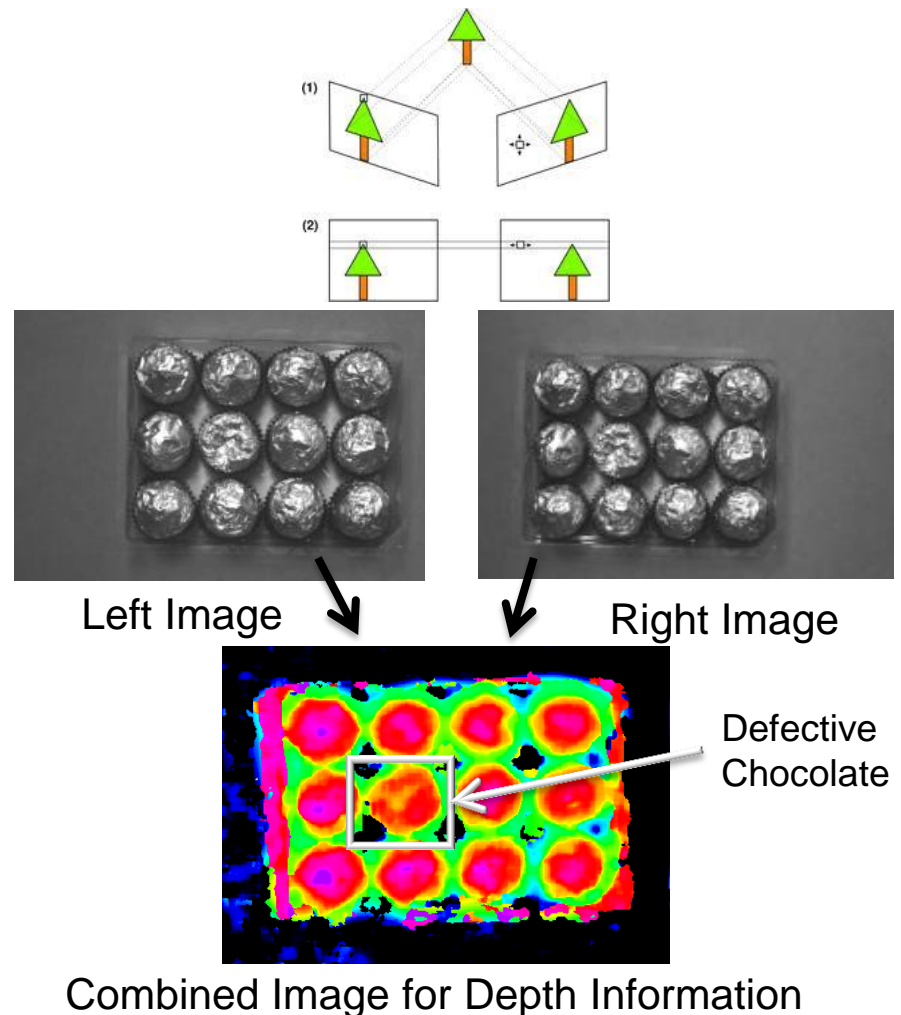 (1)
(2)
Left Image
Right Image
Defective
Chocolate
Combined Image for Depth Information